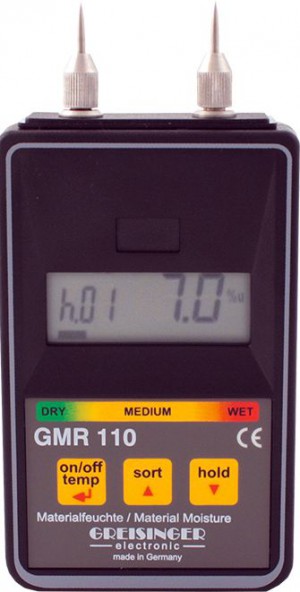 h.01 7.0 %u
DRY MEDIUM WET
GMR 110 CE
on/off temp sort hold
Materialfeuchte / Material Moisture
GREISINGER
electronic
made in Germany